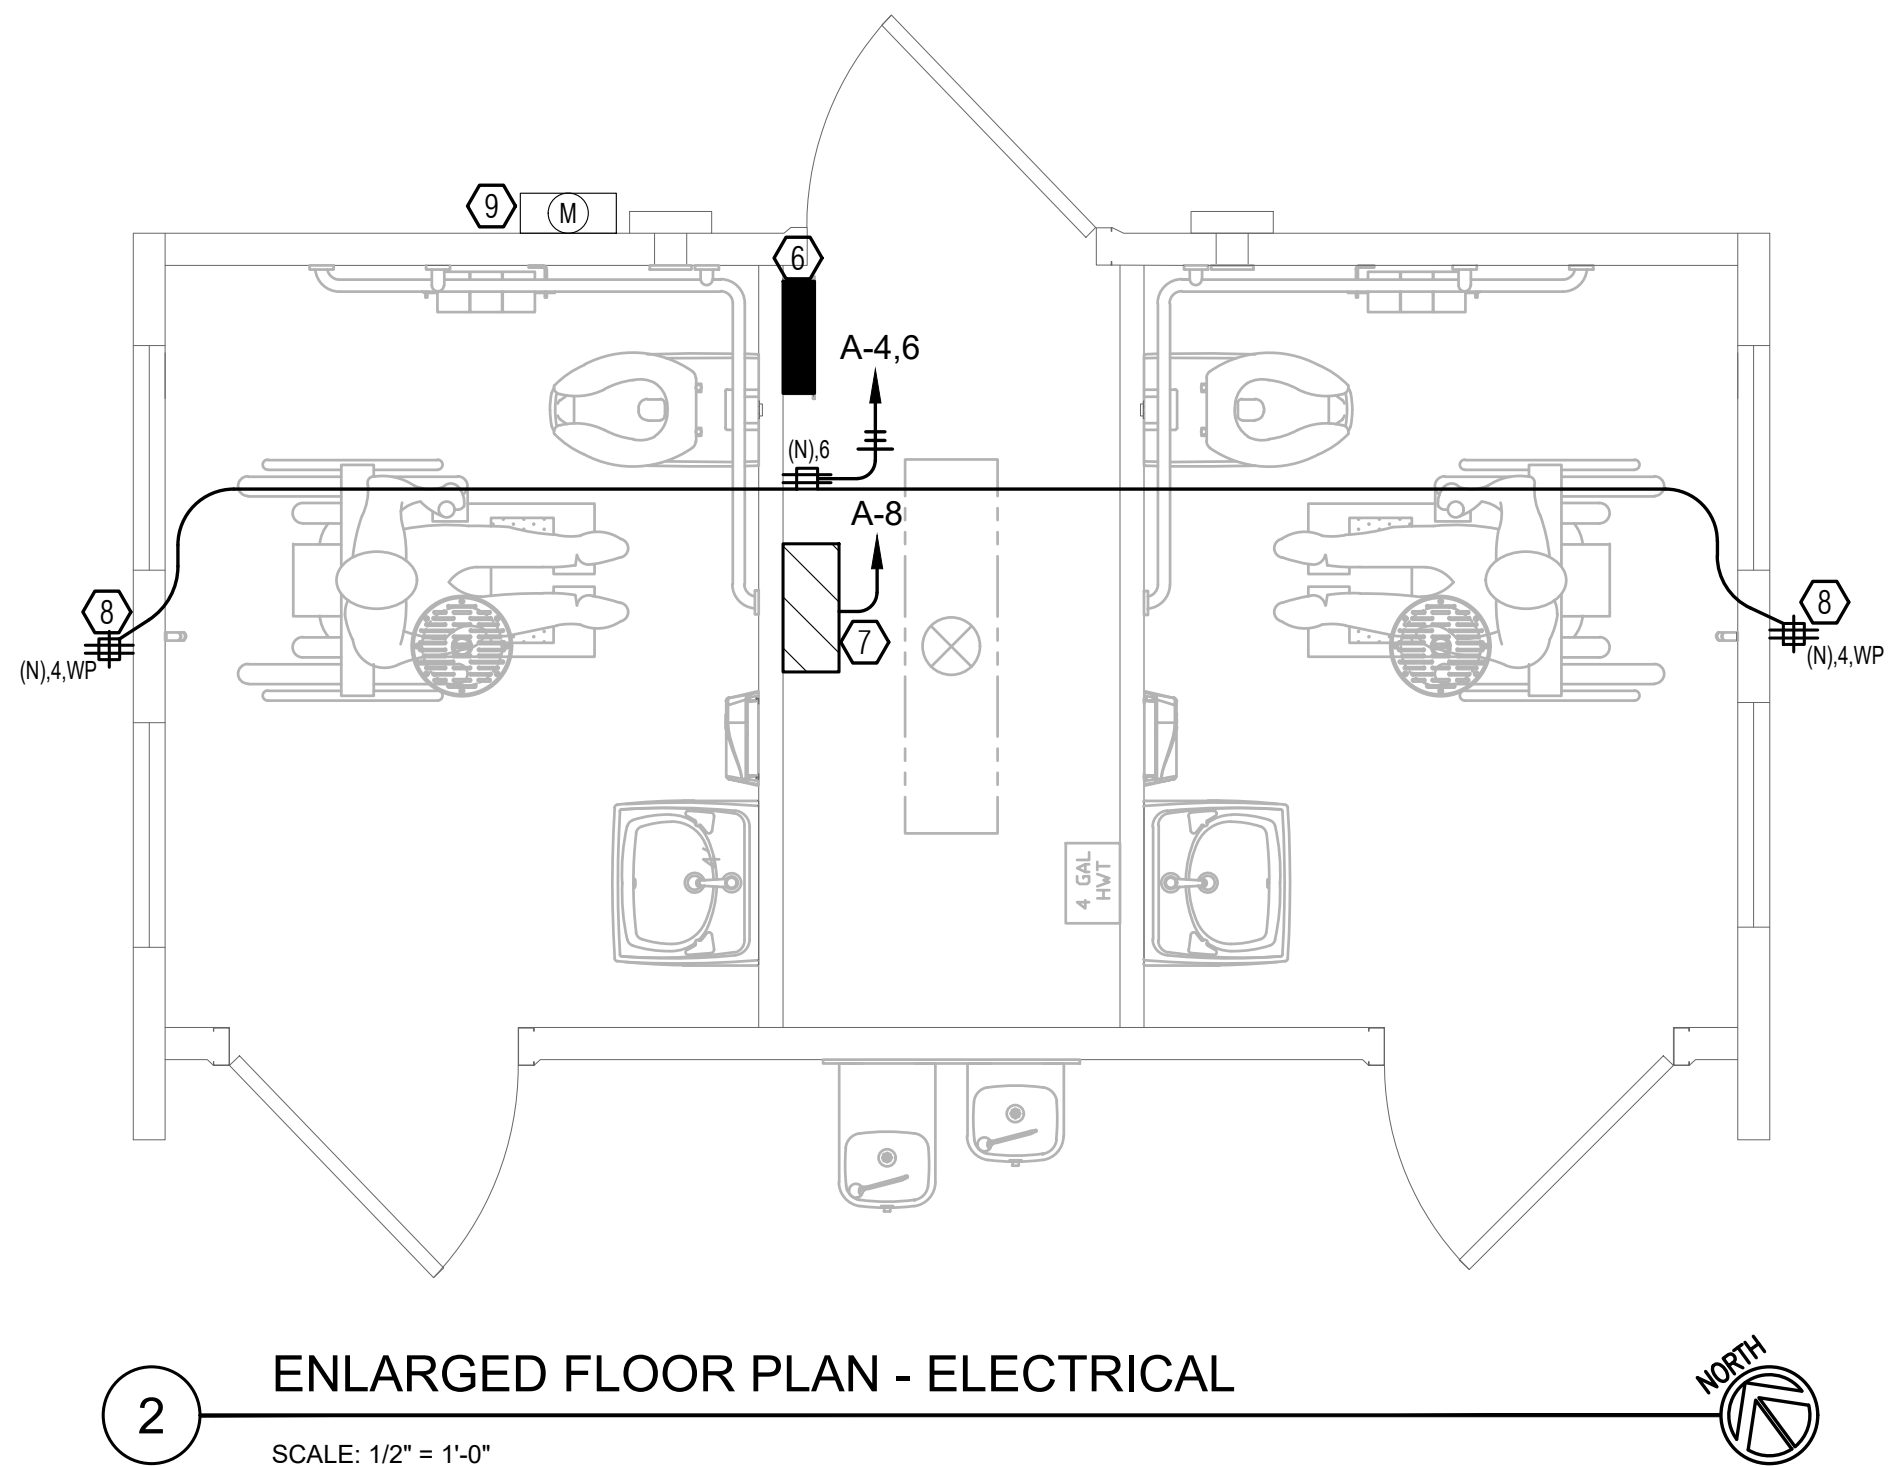 9
M
6
A-4,6
(N),6
A-8
8
(N),4,WP
7
8
(N),4,WP
4 GAL
HWT
2
ENLARGED FLOOR PLAN - ELECTRICAL
SCALE: 1/2" = 1'-0"
NORTH